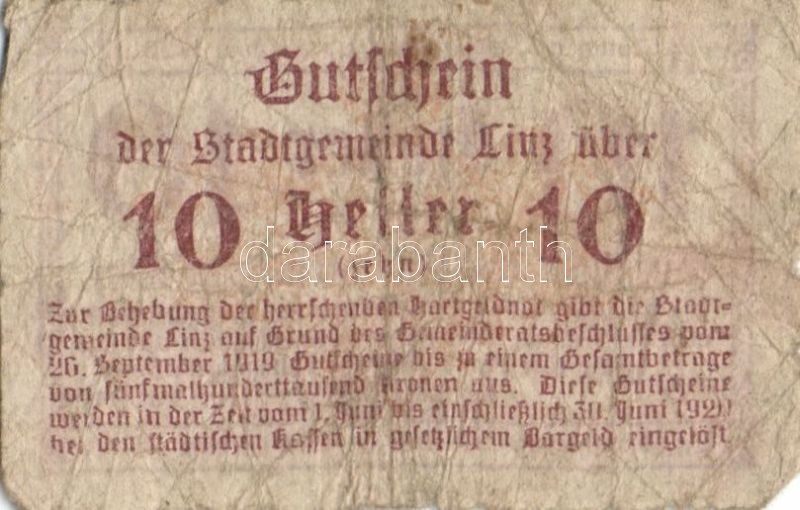 Gutschein
der Stadtgemeinde Linz über
10 Heller 10
darabanth
Zur Behebung der herrschenden Hartgeldnot gibt die Stadt-
gemeinde Linz auf Grund des Gemeinderatsbeschlusses vom
26. September 1919 Gutscheine bis zu einem Gesamtbetrage
von fünfmalhunderttausend Kronen aus. Diese Gutscheine
werden in der Zeit vom 1. Juni bis einschließlich 30. Juni 1920
bei den städtischen Kassen in gesetzlichem Bargeld eingelöst